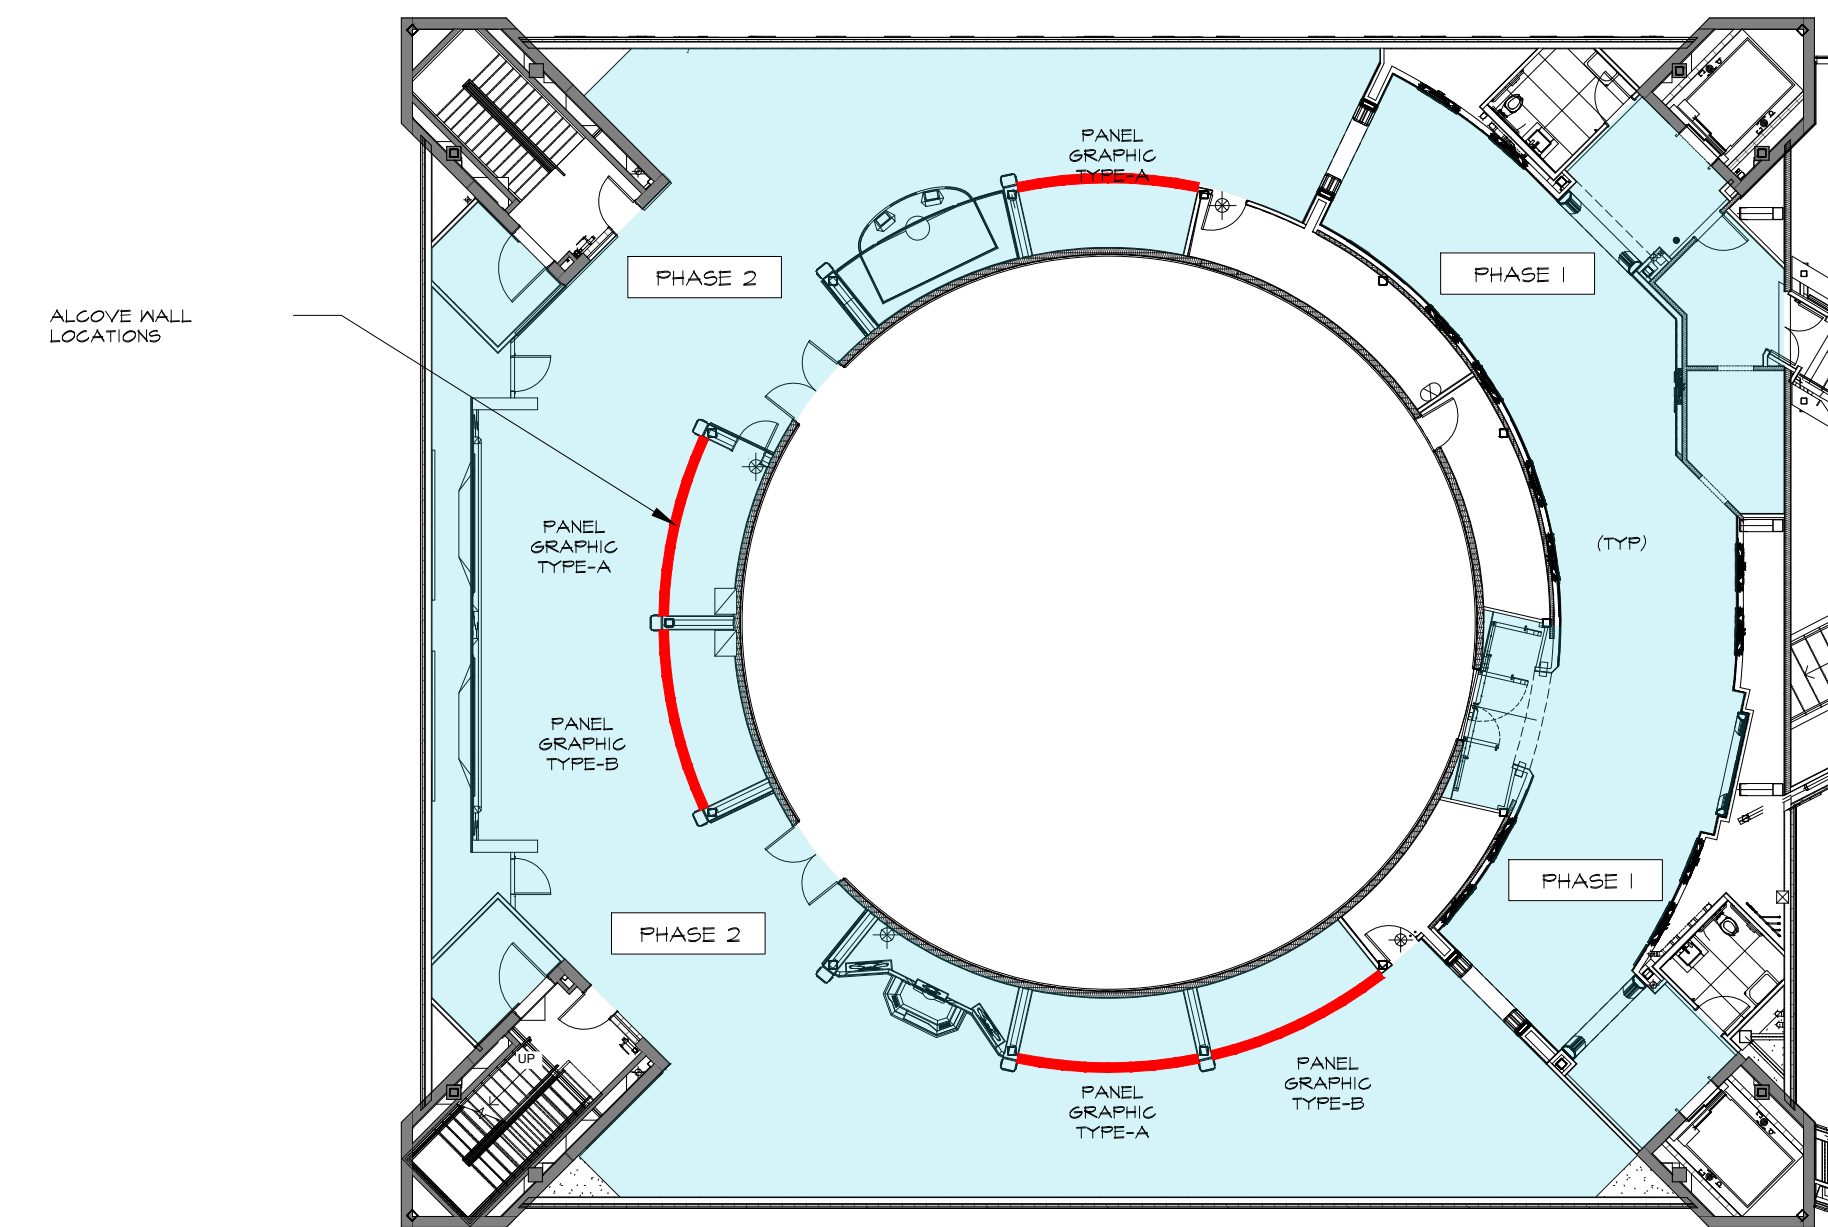 PANEL
GRAPHIC
TYPE-A
PHASE 2
PHASE 1
ALCOVE WALL
LOCATIONS
PANEL
GRAPHIC
TYPE-A
(TYP)
PANEL
GRAPHIC
TYPE-B
PHASE 1
PHASE 2
UP
PANEL
GRAPHIC
TYPE-B
PANEL
GRAPHIC
TYPE-A